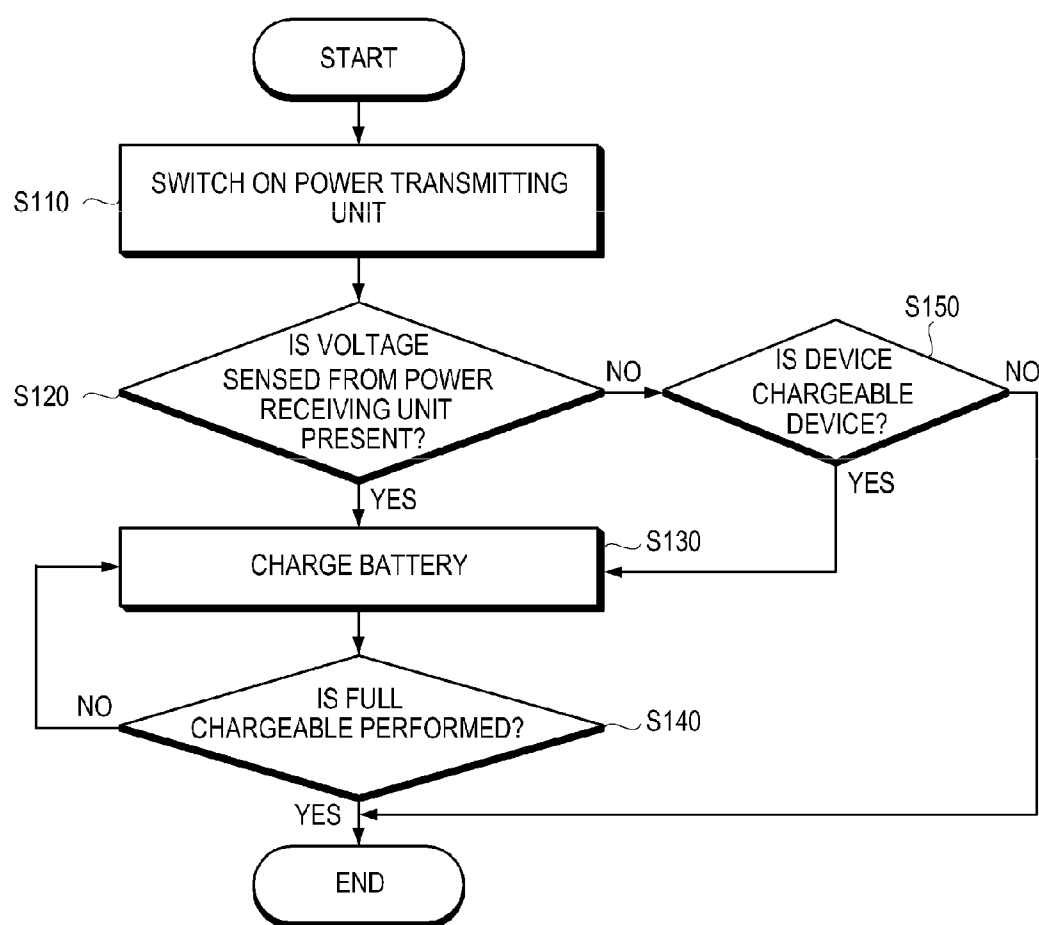 START
SWITCH ON POWER TRANSMITTING
UNIT
S110
IS VOLTAGE
SENSED FROM POWER
RECEIVING UNIT
PRESENT?
S120
NO
YES
S150
IS DEVICE
CHARGEABLE
DEVICE?
NO
YES
CHARGE BATTERY
S130
IS FULL
CHARGEABLE PERFORMED?
S140
NO
YES
END